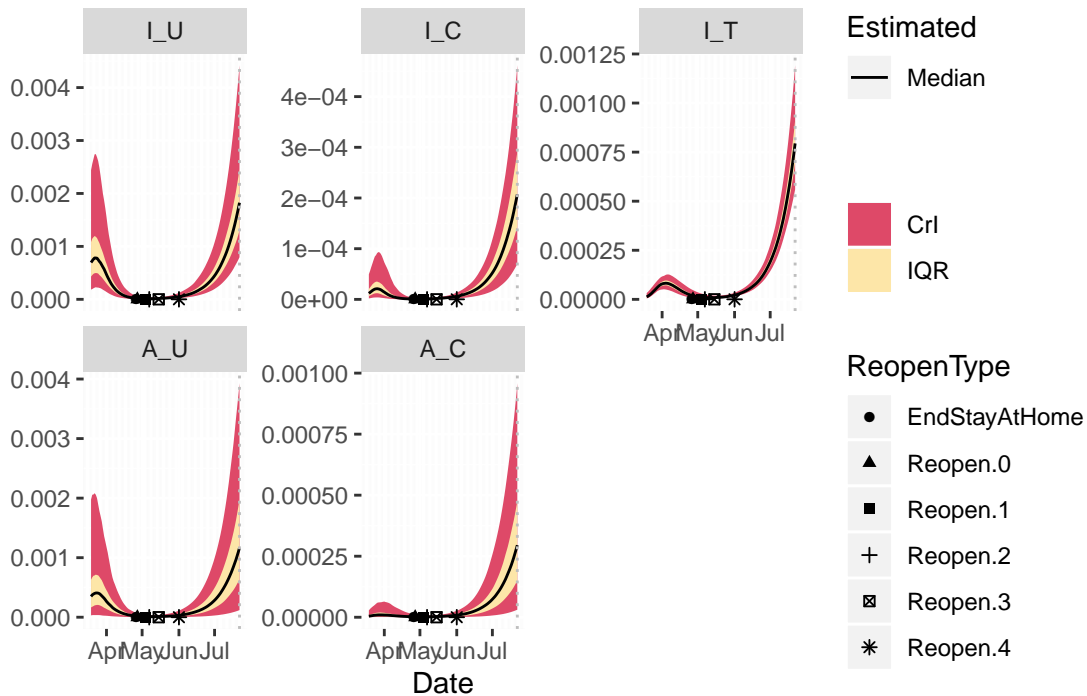 I_U
I_C
I_T
0.004
0.003
0.002
0.001
0.000
4e−04
3e−04
2e−04
1e−04
0e+00
0.00125
0.00100
0.00075
0.00050
0.00025
0.00000
Apr May Jun Jul
A_U
A_C
0.004
0.003
0.002
0.001
0.000
0.00100
0.00075
0.00050
0.00025
0.00000
Apr May Jun Jul
Apr May Jun Jul
Date
Estimated
Median
CrI
IQR
ReopenType
EndStayAtHome
Reopen.0
Reopen.1
Reopen.2
Reopen.3
Reopen.4